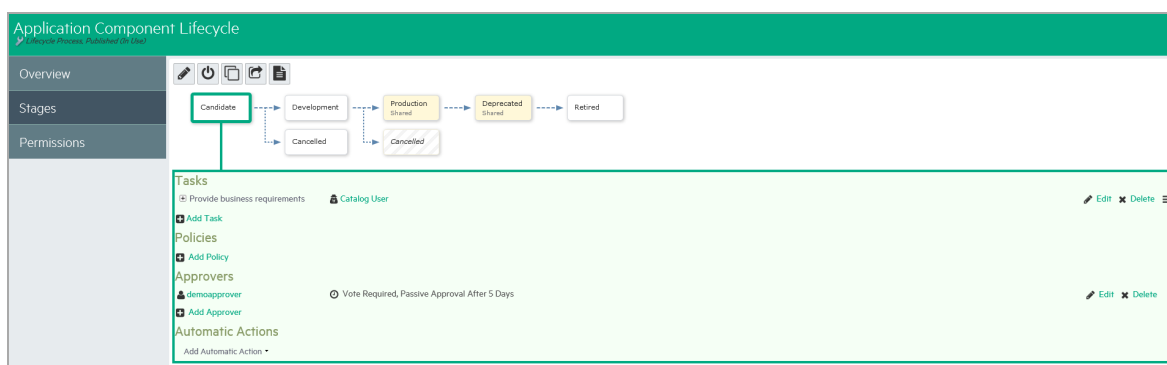 Application Component Lifecycle
Lifecycle Process, Published (In Use)
Overview
Stages
Permissions
Candidate
Development
Production
Shared
Deprecated
Shared
Retired
Cancelled
Cancelled
Tasks
Provide business requirements Catalog User Edit Delete
Add Task
Policies
Add Policy
Approvers
demoapprover Vote Required, Passive Approval After 5 Days Edit Delete
Add Approver
Automatic Actions
Add Automatic Action